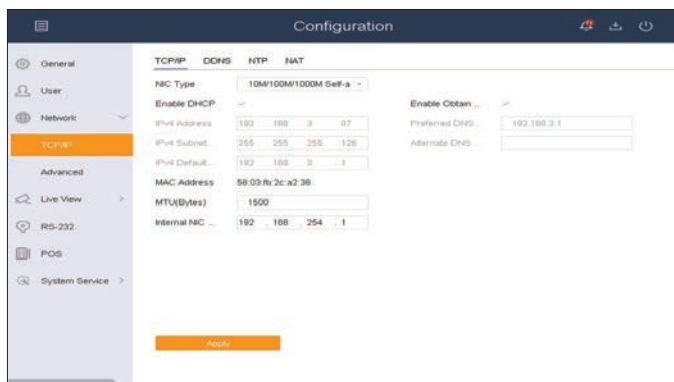 Configuration
General
User
Network
TCP/IP
Advanced
Live View
RS-232
POS
System Service
TCP/IP DDNS NTP NAT
NIC Type 10M/100M/1000M Self-a
Enable DHCP Enable Obtain ...
IPv4 Address 192 . 168 . 3 . 97 Preferred DNS... 192.168.3.1
IPv4 Subnet... 255 . 255 . 255 . 128 Alternate DNS...
IPv4 Default... 192 . 168 . 3 . 1
MAC Address 58:03:fb:2c:a2:38
MTU(Bytes) 1500
Internal NIC ... 192 . 168 . 254 . 1
Apply